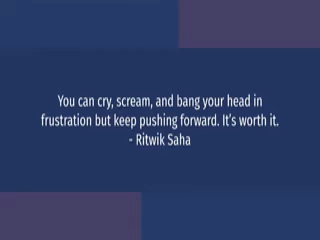 You can cry, scream, and bang your head in
frustration but keep pushing forward. It's worth it.
- Ritwik Saha